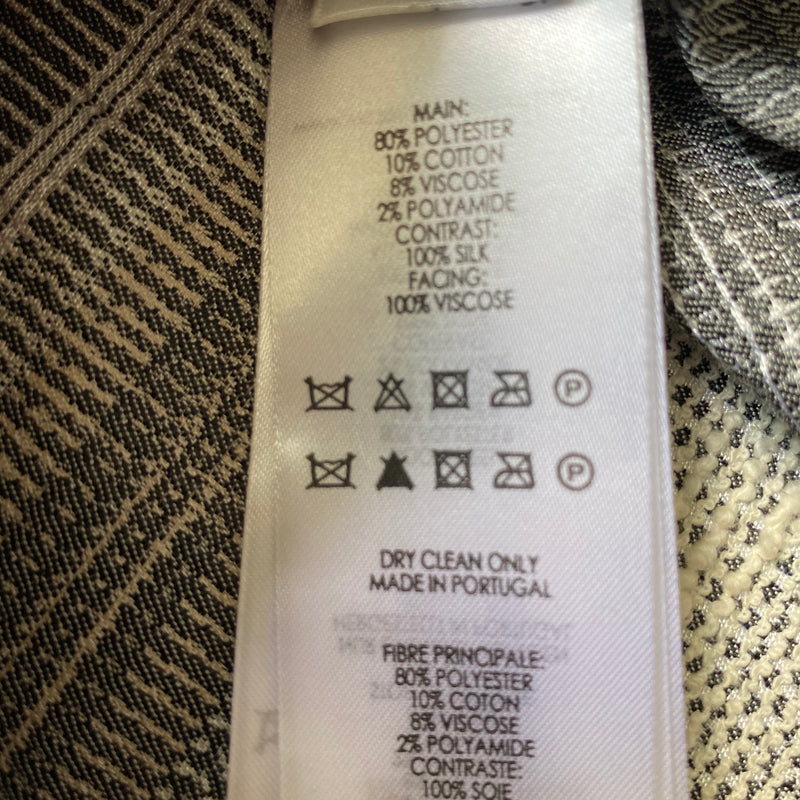 MAIN:
80% POLYESTER
10% COTTON
8% VISCOSE
2% POLYAMIDE
CONTRAST:
100% SILK
FACING:
100% VISCOSE
P
P
DRY CLEAN ONLY
MADE IN PORTUGAL
FIBRE PRINCIPALE:
80% POLYESTER
10% COTON
8% VISCOSE
2% POLYAMIDE
CONTRASTE:
100% SOIE